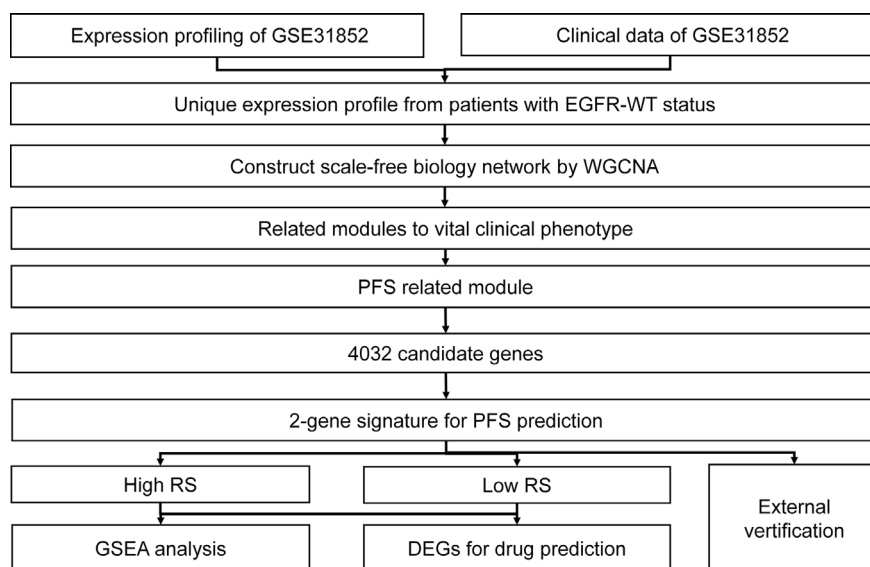 Expression profiling of GSE31852
Clinical data of GSE31852
Unique expression profile from patients with EGFR-WT status
Construct scale-free biology network by WGCNA
Related modules to vital clinical phenotype
PFS related module
4032 candidate genes
2-gene signature for PFS prediction
High RS
Low RS
External
vertification
GSEA analysis
DEGs for drug prediction